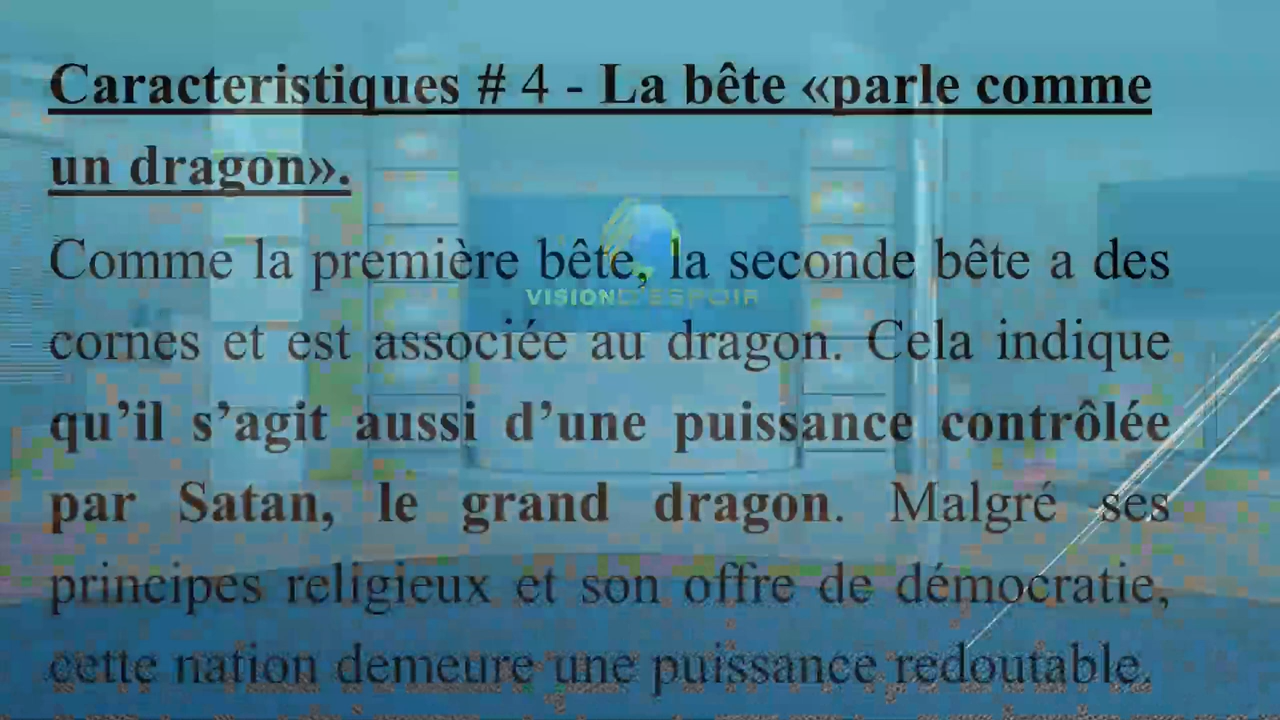 Caracteristiques # 4 - La bête «parle comme
un dragon».
Comme la première bête, la seconde bête a des
cornes et est associée au dragon. Cela indique
qu’il s’agit aussi d’une puissance contrôlée
par Satan, le grand dragon. Malgré ses
principes religieux et son offre de démocratie,
cette nation demeure une puissance redoutable.
VISION D'ESPOIR